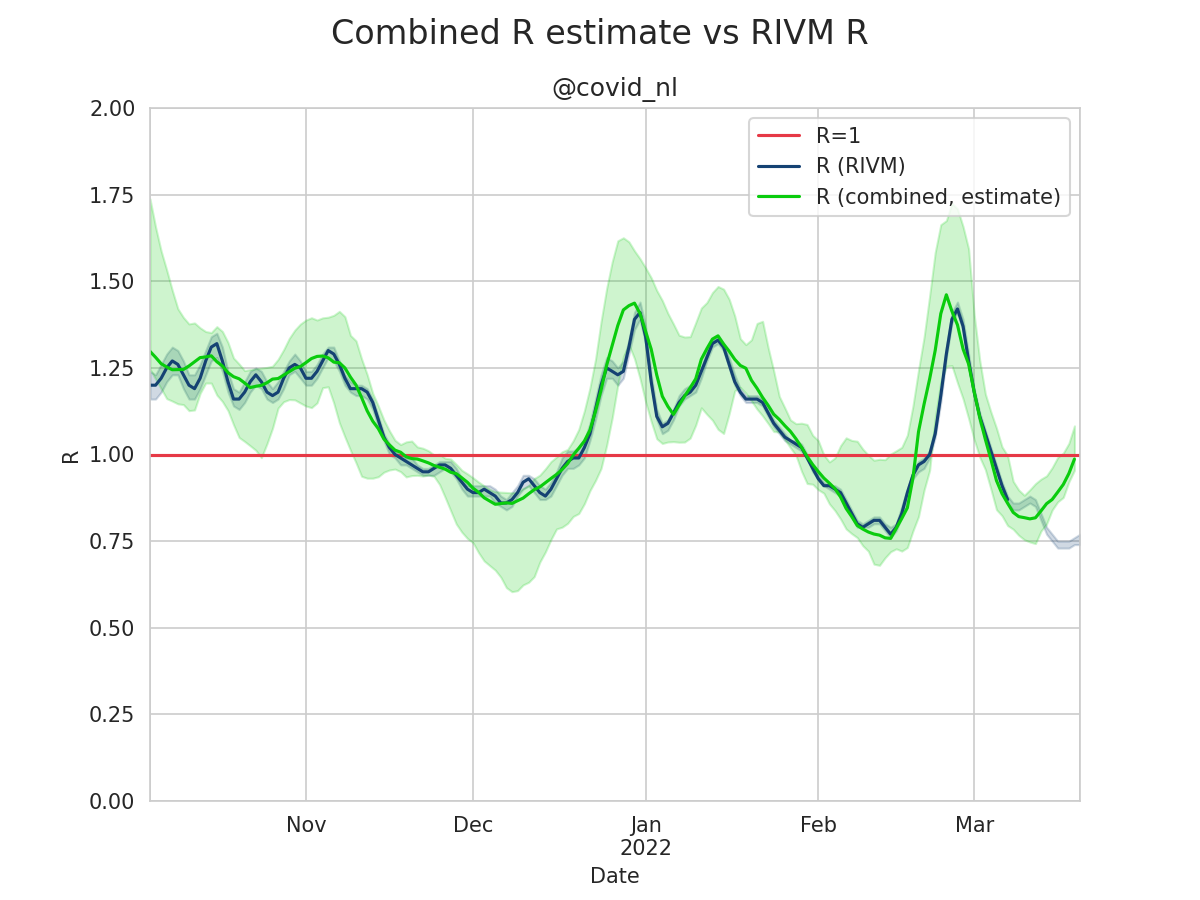 Combined R estimate vs RIVM R
@covid_nl
2.00
1.75
1.50
1.25
1.00
0.75
0.50
0.25
0.00
R
R=1
R (RIVM)
R (combined, estimate)
Nov Dec Jan Feb Mar
2022
Date